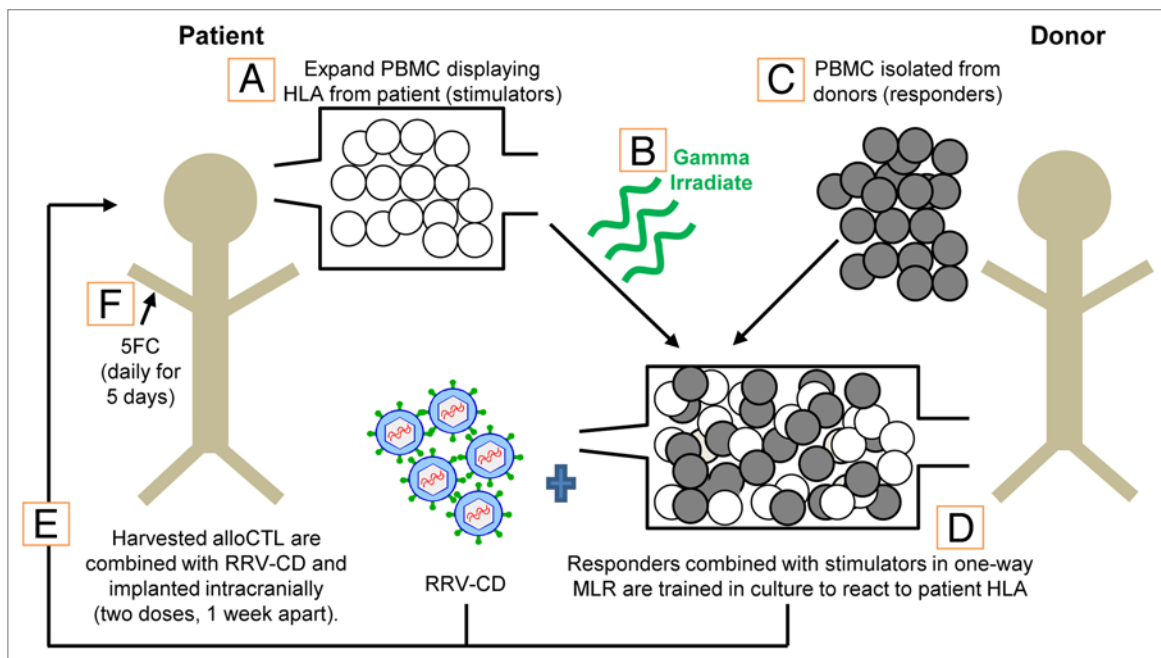 Patient
Donor
A
Expand PBMC displaying
HLA from patient (stimulators)
B
Gamma
Irradiate
C
PBMC isolated from
donors (responders)
F
5FC
(daily for
5 days)
E
Harvested alloCTL are
combined with RRV-CD and
implanted intracranially
(two doses, 1 week apart).
RRV-CD
D
Responders combined with stimulators in one-way
MLR are trained in culture to react to patient HLA